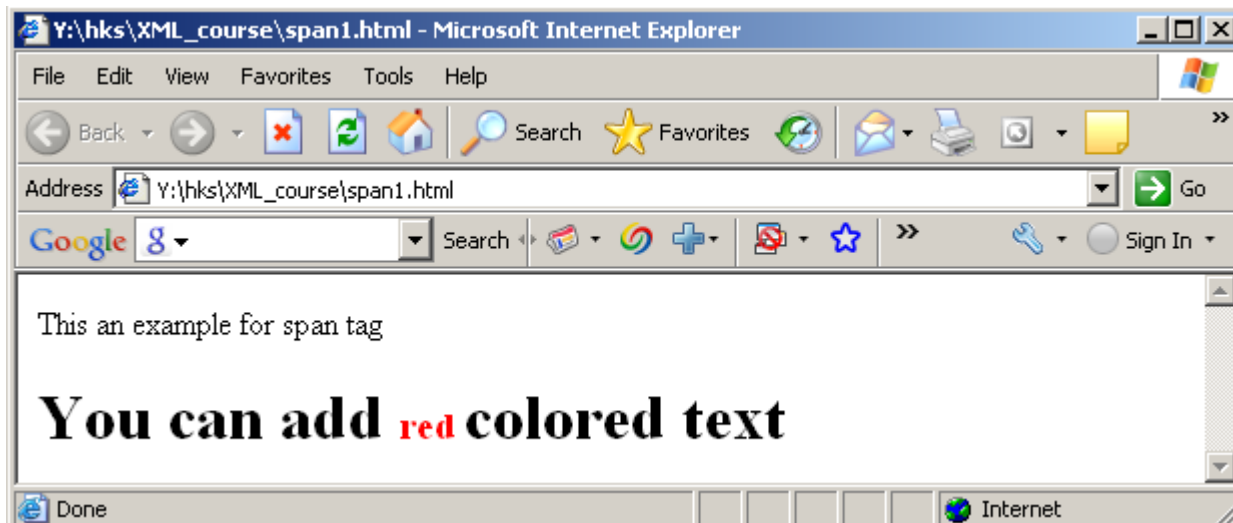 Y:\hks\XML_course\span1.html - Microsoft Internet Explorer
File Edit View Favorites Tools Help
Back Search Favorites »
Address Y:\hks\XML_course\span1.html Go
Google g Search » Sign In
This an example for span tag
You can add red colored text
Done Internet